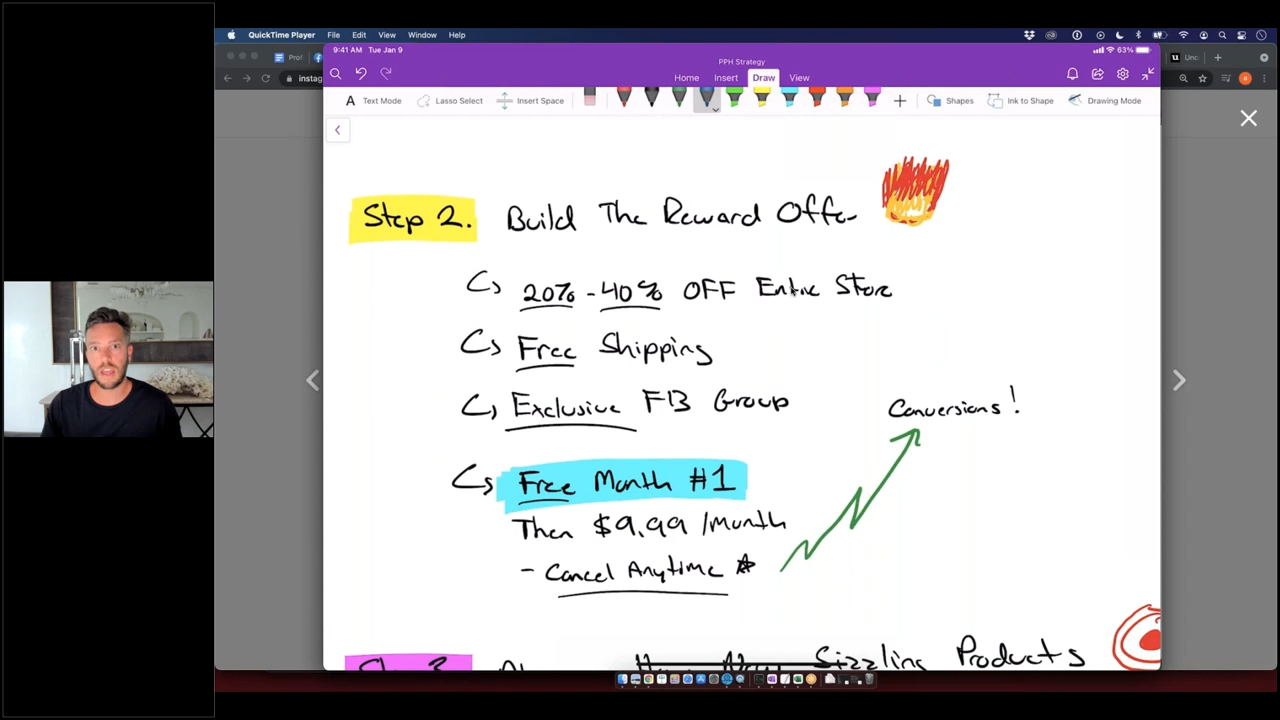 QuickTime Player File Edit View Window Help
9:41 AM Tue Jan 9
63%
PPH Strategy
Home Insert Draw View
instag
Text Mode Lasso Select Insert Space Shapes Ink to Shape Drawing Mode
Step 2. Build The Reward Offer
20% - 40% OFF Entire Store
Free Shipping
Exclusive FB Group
Conversions!
Free Month #1
Then $9.99 /Month
- Cancel Anytime
Step 3
Sizzling Products